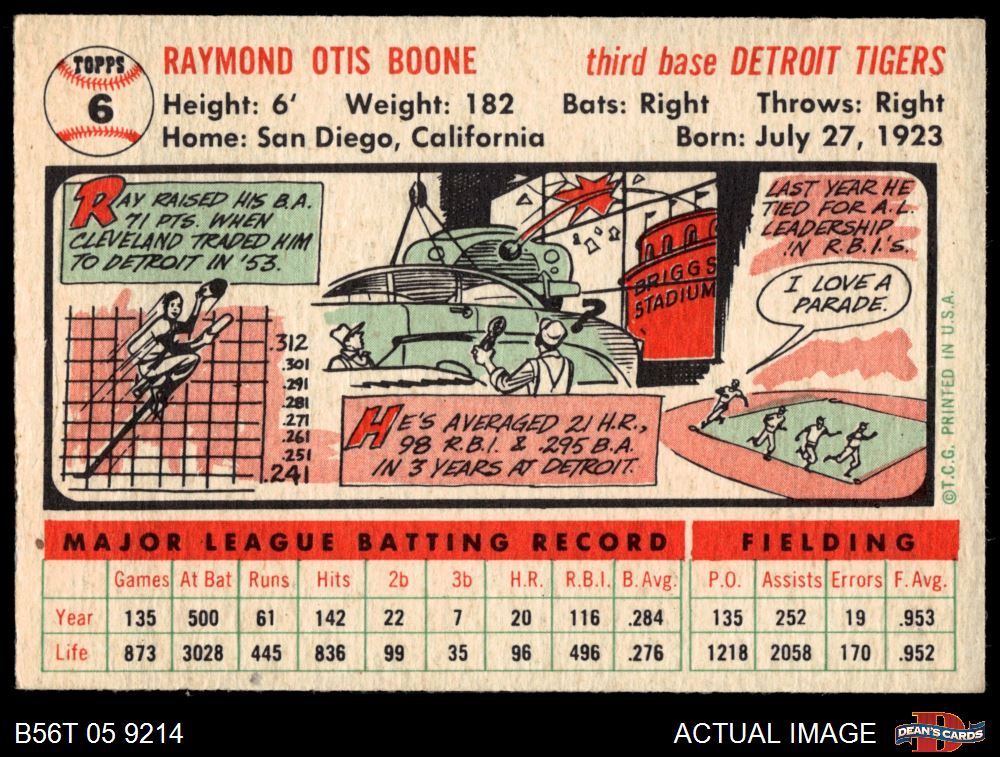 TOPPS
6
RAYMOND OTIS BOONE third base DETROIT TIGERS
Height: 6' Weight: 182 Bats: Right Throws: Right
Home: San Diego, California Born: July 27, 1923
RAY RAISED HIS B.A.
71 PTS. WHEN
CLEVELAND TRADED HIM
TO DETROIT IN '53.
.312
.301
.291
.281
.271
.261
.251
.241
BRIGGS
STADIUM
?
HE'S AVERAGED 21 H.R.,
98 R.B.I. & .295 B.A.
IN 3 YEARS AT DETROIT.
LAST YEAR HE
TIED FOR A.L.
LEADERSHIP
IN R.B.I.'s.
I LOVE A
PARADE.
©T.C.G. PRINTED IN U.S.A.
MAJOR LEAGUE BATTING RECORD FIELDING
Games At Bat Runs Hits 2b 3b H.R. R.B.I. B. Avg. P.O. Assists Errors F. Avg.
Year 135 500 61 142 22 7 20 116 .284 135 252 19 .953
Life 873 3028 445 836 99 35 96 496 .276 1218 2058 170 .952
B56T 05 9214 ACTUAL IMAGE DEAN'S CARDS